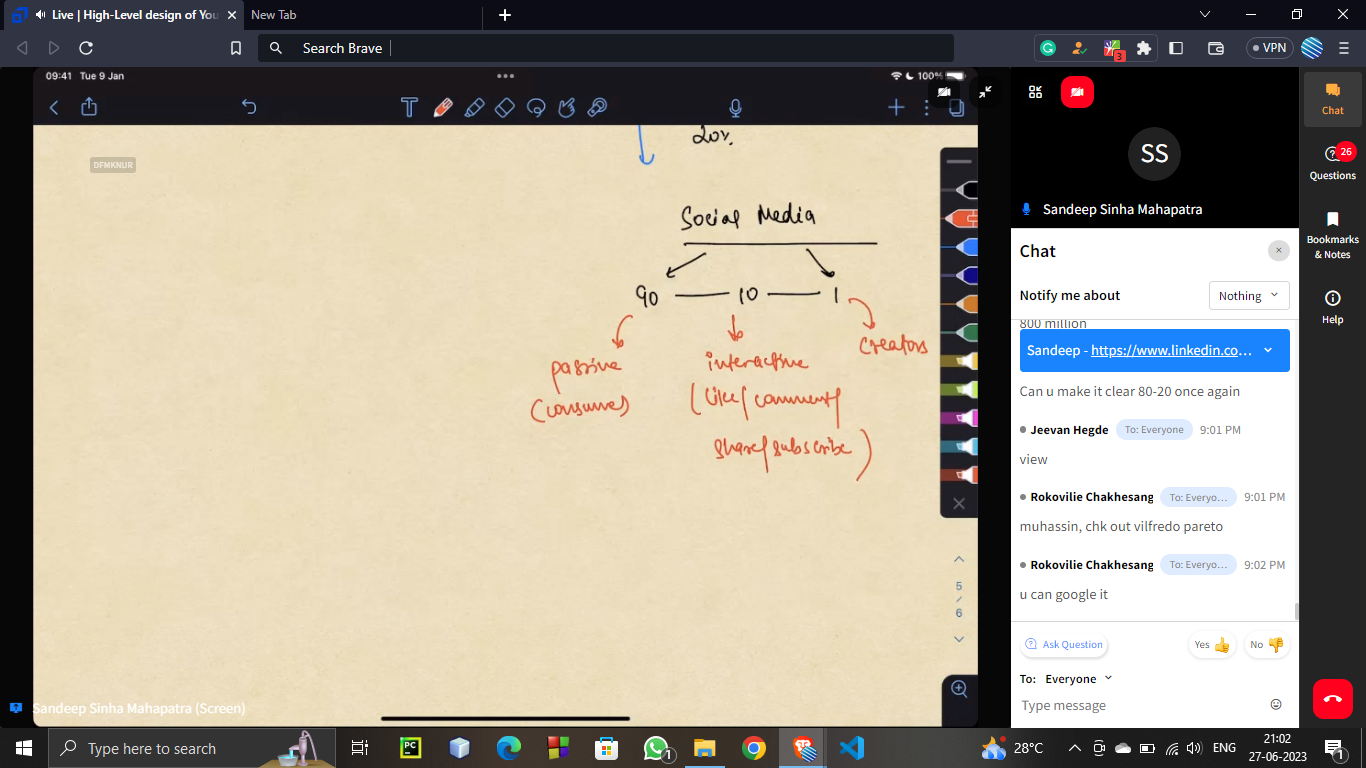 Live | High-Level design of You
New Tab
Search Brave
3
VPN
09:41 Tue 9 Jan
100%
T
20%
DFMKNUR
Social Media
90 — 10 — 1
creators
passive
(consumes)
interactive
(like/comment/
share/subscribe)
5
/
6
Sandeep Sinha Mahapatra (Screen)
SS
Sandeep Sinha Mahapatra
Chat
Notify me about
Nothing
800 million
Sandeep - https://www.linkedin.co...
Can u make it clear 80-20 once again
Jeevan Hegde To: Everyone 9:01 PM
view
Rokovilie Chakhesang To: Everyo... 9:01 PM
muhassin, chk out vilfredo pareto
Rokovilie Chakhesang To: Everyo... 9:02 PM
u can google it
Ask Question
Yes
No
To: Everyone
Type message
Chat
26
Questions
Bookmarks
& Notes
Help
Type here to search
PC
1
28°C
ENG
21:02
27-06-2023
1